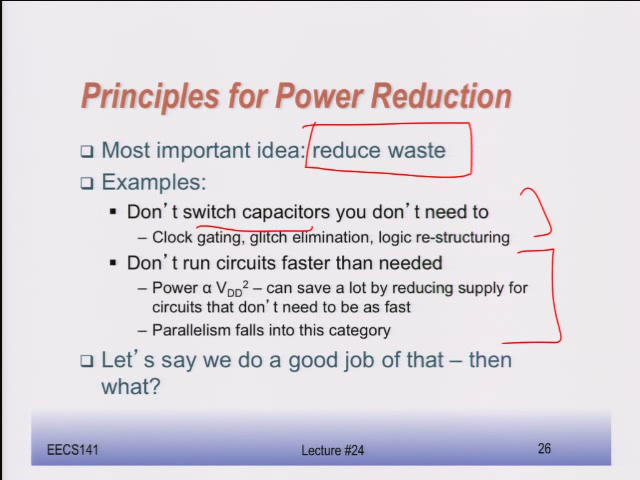 Principles for Power Reduction
❑ Most important idea: reduce waste
❑ Examples:
▪ Don't switch capacitors you don't need to
– Clock gating, glitch elimination, logic re-structuring
▪ Don't run circuits faster than needed
– Power α V_DD² – can save a lot by reducing supply for
circuits that don't need to be as fast
– Parallelism falls into this category
❑ Let's say we do a good job of that – then
what?
EECS141
Lecture #24
26